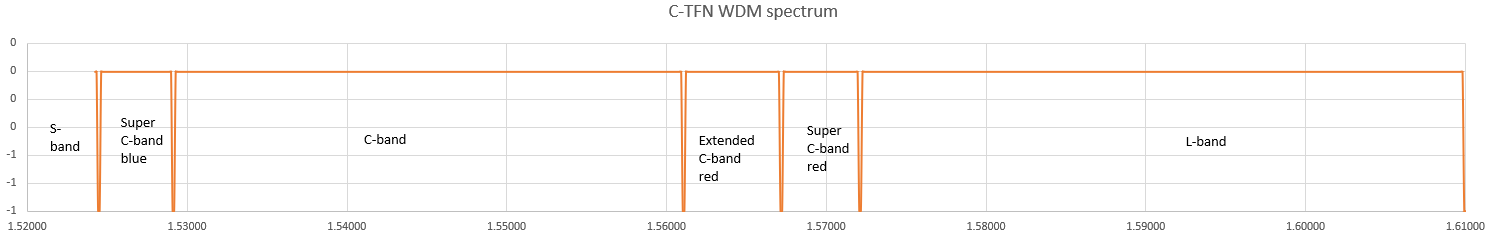 C-TFN WDM spectrum
0
0
0
0
-1
-1
-1
S-
band
Super
C-band
blue
C-band
Extended
C-band
red
Super
C-band
red
L-band
1.52000 1.53000 1.54000 1.55000 1.56000 1.57000 1.58000 1.59000 1.60000 1.61000